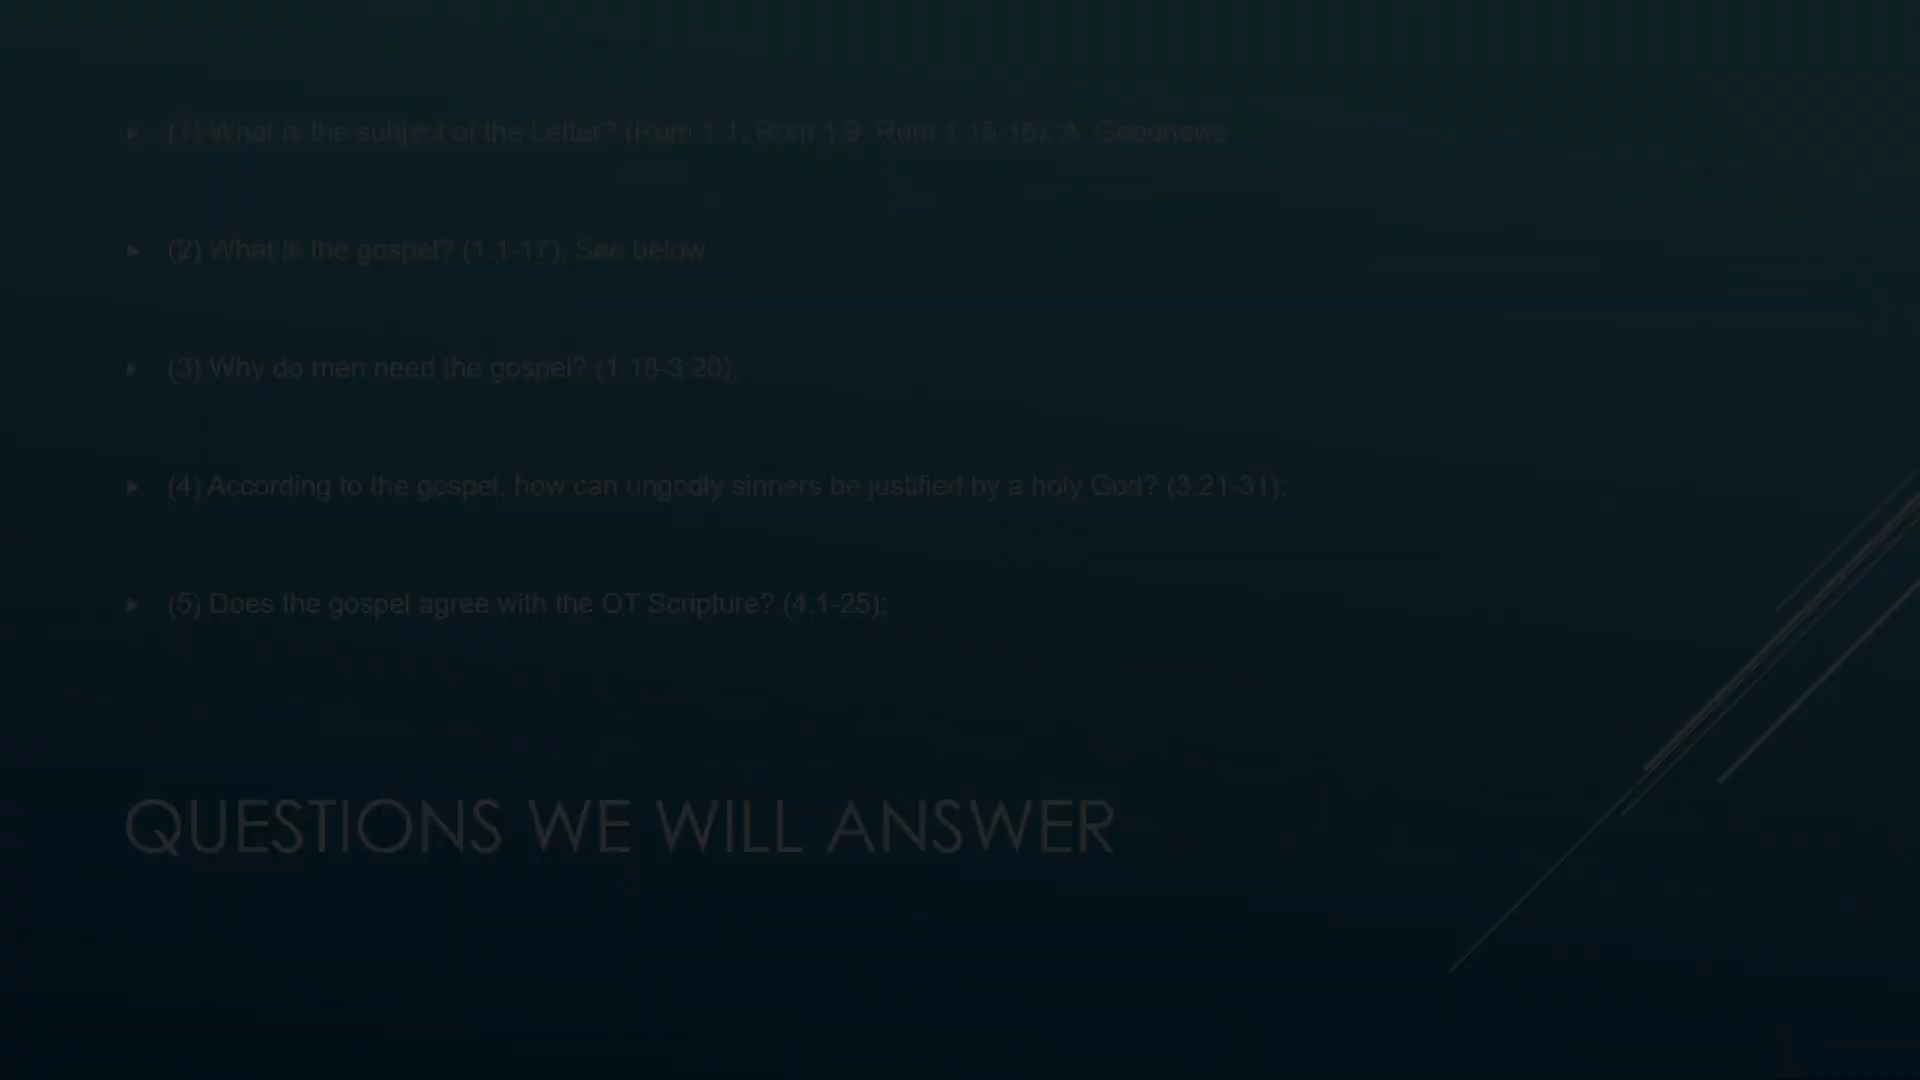 (1) What is the subject of the Letter? (Rom 1:1, Rom 1:9; Rom 1:15-16); A. Goodnews
(2) What is the gospel? (1:1-17); See below
(3) Why do men need the gospel? (1:18-3:20);
(4) According to the gospel, how can ungodly sinners be justified by a holy God? (3:21-31);
(5) Does the gospel agree with the OT Scripture? (4:1-25);
QUESTIONS WE WILL ANSWER